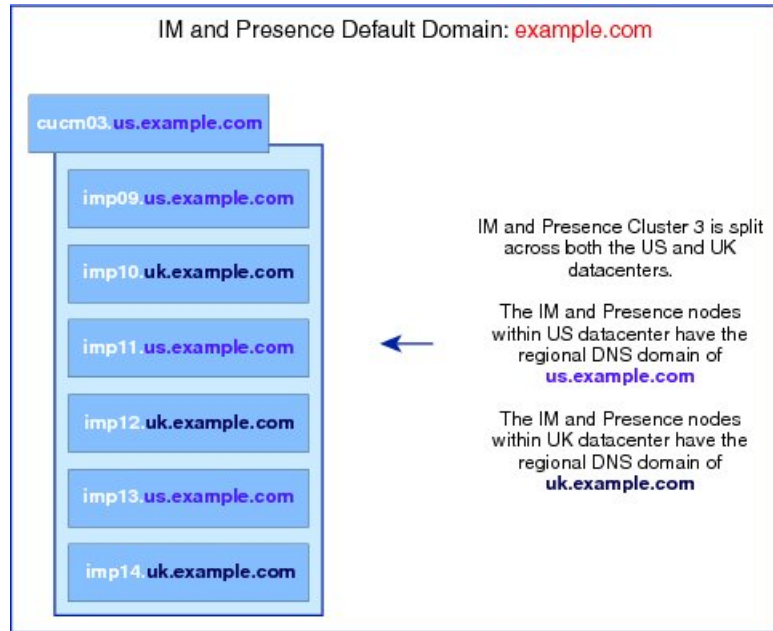 IM and Presence Default Domain: example.com
cucm03.us.example.com
imp09.us.example.com
imp10.uk.example.com
imp11.us.example.com
imp12.uk.example.com
imp13.us.example.com
imp14.uk.example.com
IM and Presence Cluster 3 is split
across both the US and UK
datacenters.
The IM and Presence nodes
within US datacenter have the
regional DNS domain of
us.example.com
The IM and Presence nodes
within UK datacenter have the
regional DNS domain of
uk.example.com